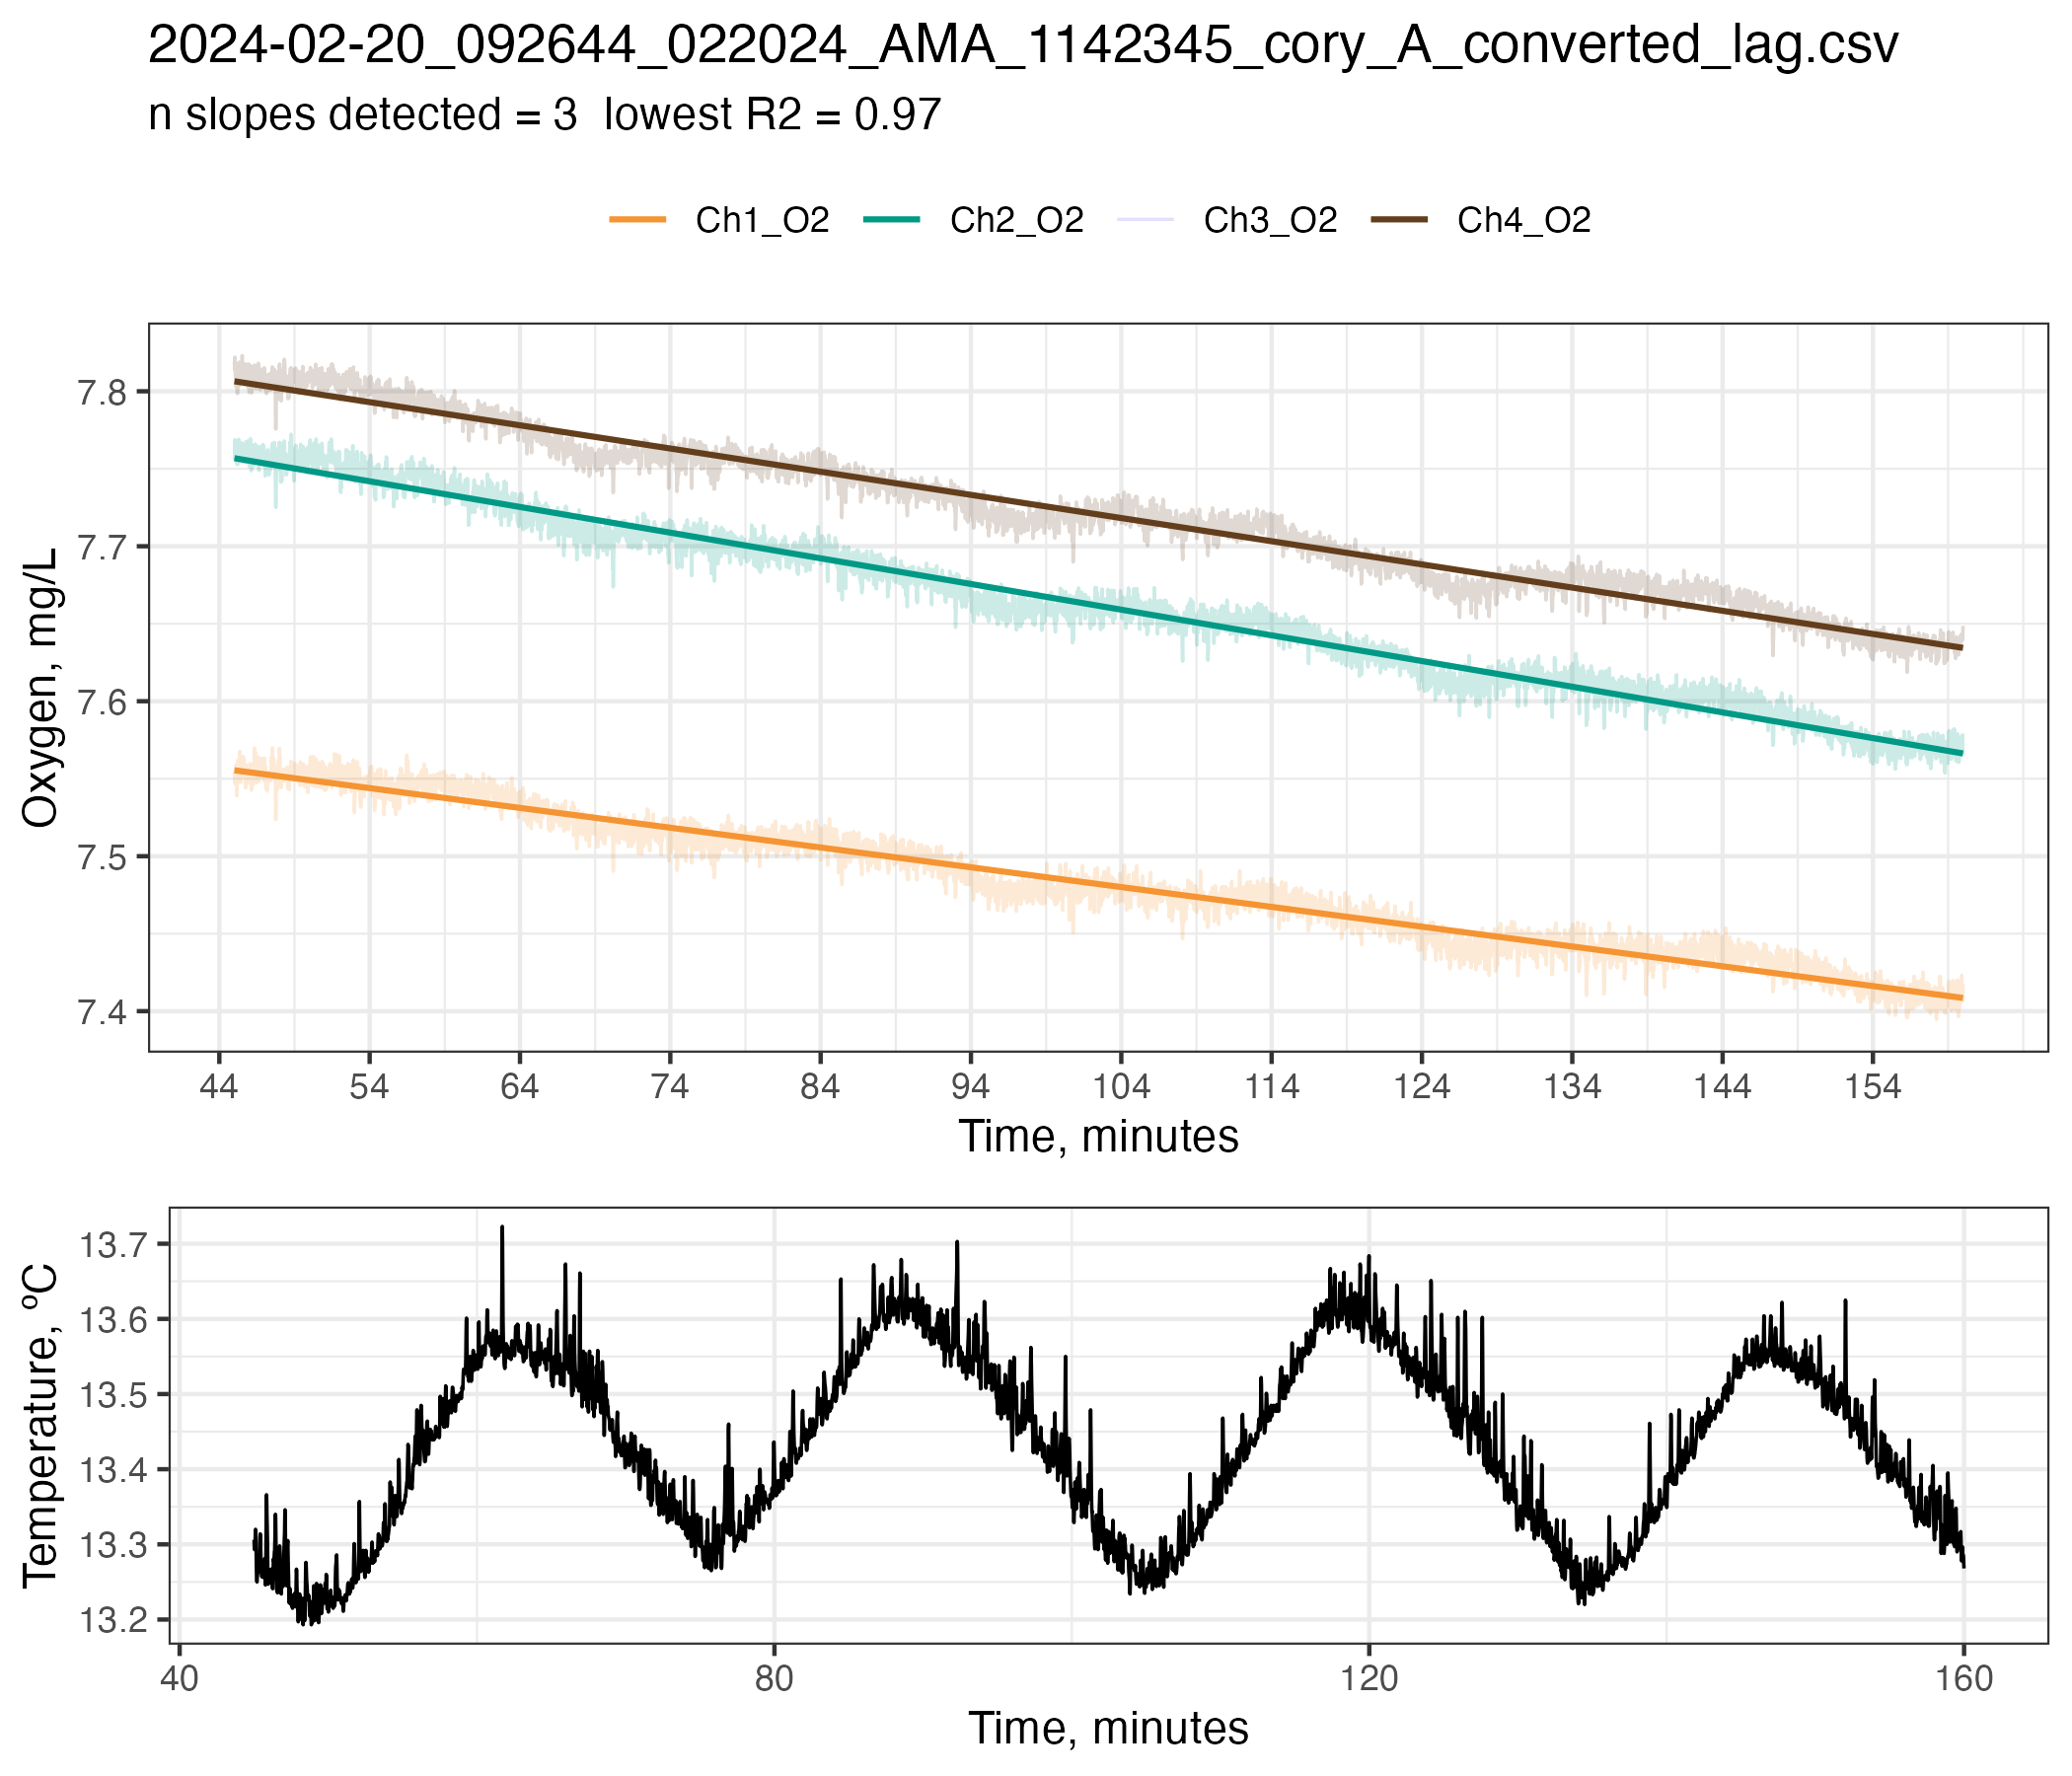 2024-02-20_092644_022024_AMA_1142345_cory_A_converted_lag.csv
n slopes detected = 3  lowest R2 = 0.97
Ch1_O2 Ch2_O2 Ch3_O2 Ch4_O2
Oxygen, mg/L
7.8
7.7
7.6
7.5
7.4
44 54 64 74 84 94 104 114 124 134 144 154
Time, minutes
Temperature, ºC
13.7
13.6
13.5
13.4
13.3
13.2
40 80 120 160
Time, minutes